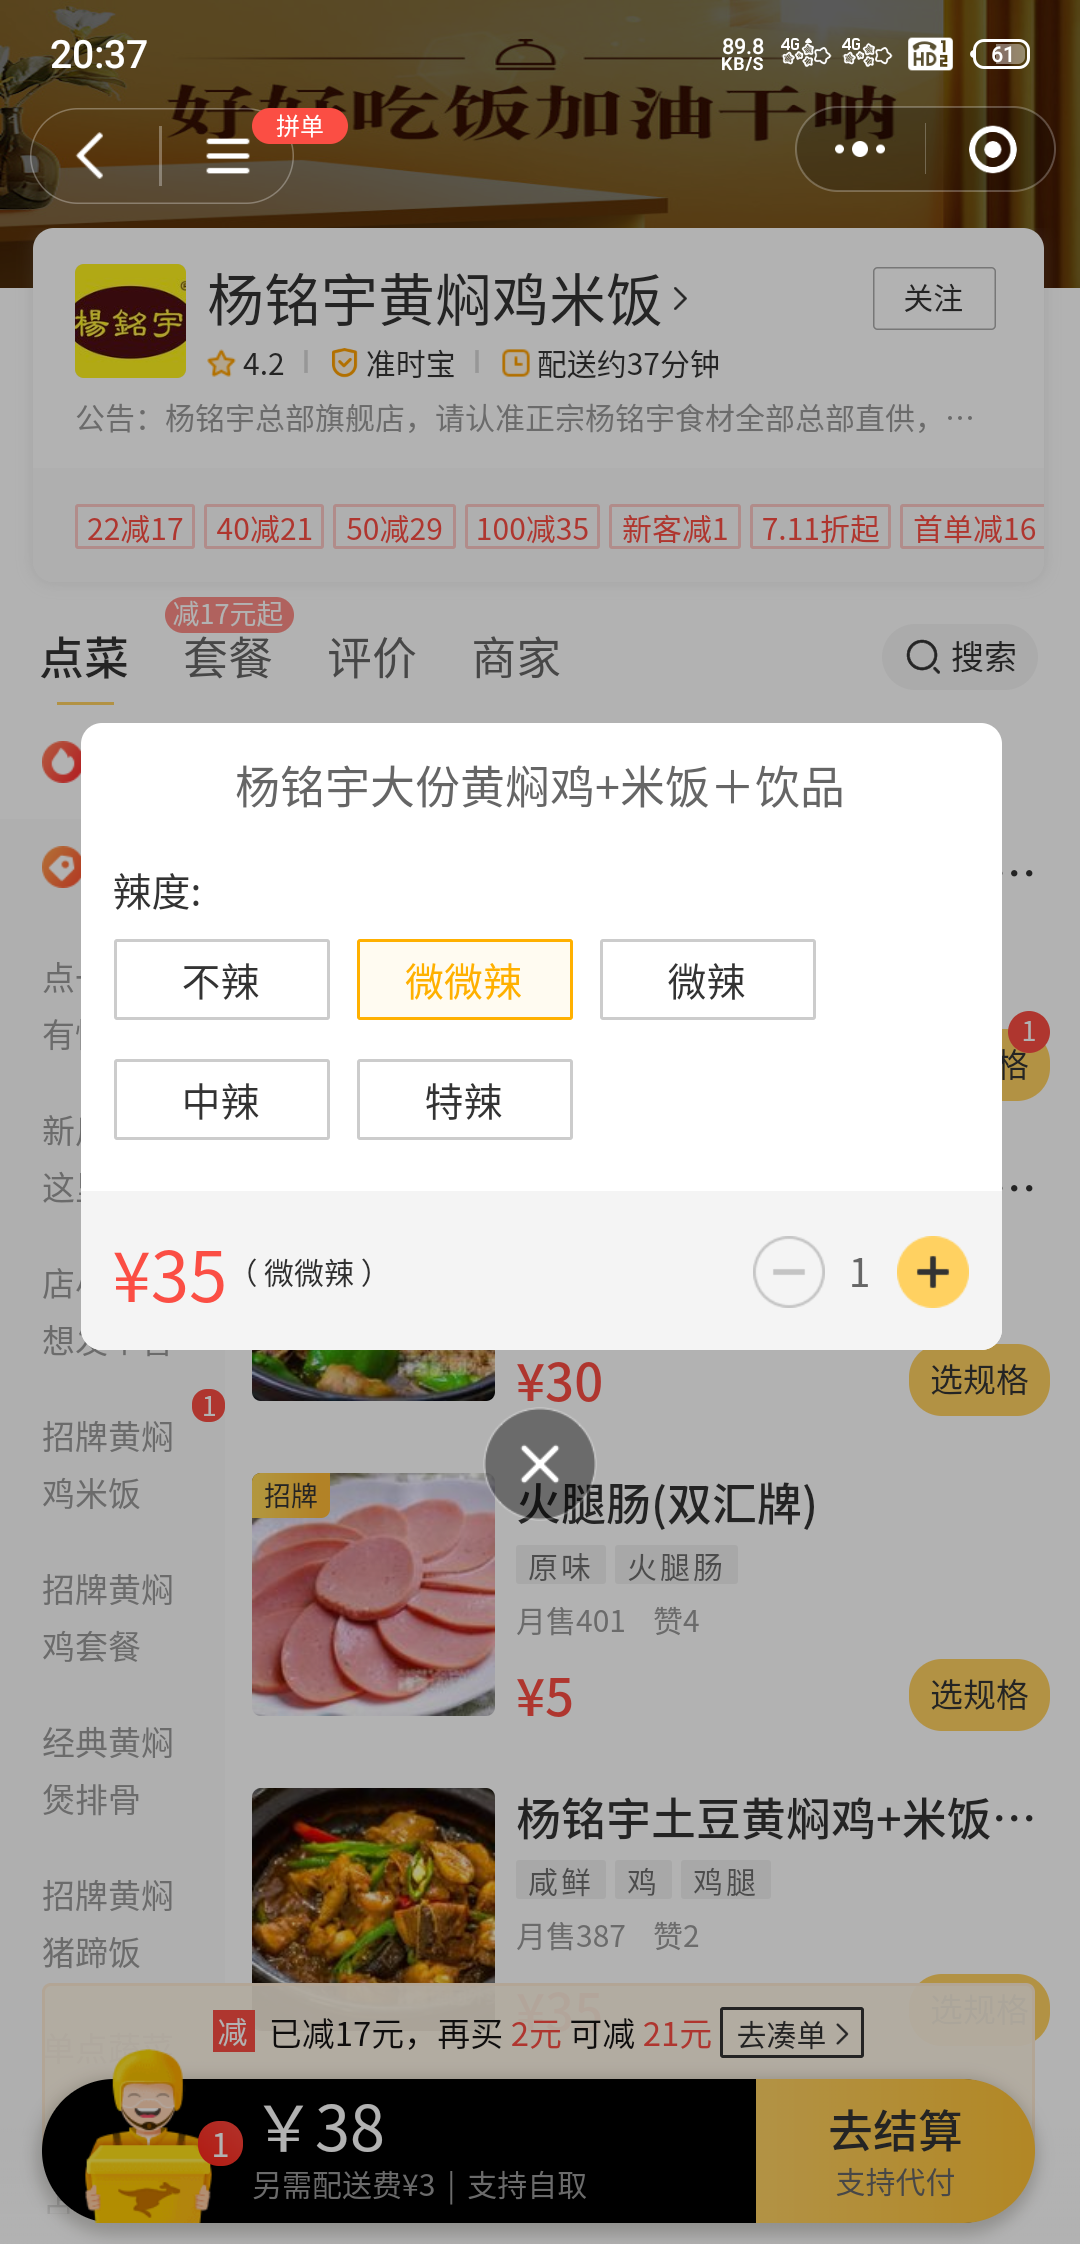 20:37
89.8
KB/S
4G
4G
HD 1 2
61
好好吃饭加油干呐
拼单
楊銘宇
杨铭宇黄焖鸡米饭
关注
4.2 准时宝 配送约37分钟
公告：杨铭宇总部旗舰店，请认准正宗杨铭宇食材全部总部直供，…
22减17 40减21 50减29 100减35 新客减1 7.11折起 首单减16
减17元起
点菜 套餐 评价 商家
搜索
杨铭宇大份黄焖鸡+米饭＋饮品
辣度:
不辣 微微辣 微辣
中辣 特辣
¥35（微微辣） 1
点
有
1
格
新
这
店
想
¥30 选规格
1
招牌黄焖
鸡米饭
招牌 火腿肠(双汇牌)
原味 火腿肠
月售401 赞4
¥5 选规格
招牌黄焖
鸡套餐
经典黄焖
煲排骨
杨铭宇土豆黄焖鸡+米饭…
咸鲜 鸡 鸡腿
月售387 赞2
¥35 选规格
招牌黄焖
猪蹄饭
减 已减17元，再买 2元 可减 21元 去凑单
1
￥38
另需配送费¥3 | 支持自取
去结算
支持代付